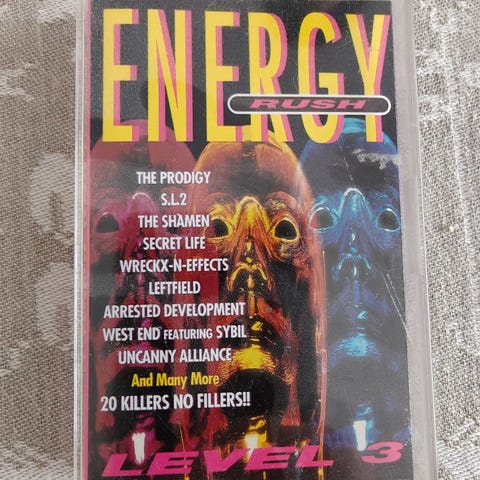 ENERGY
RUSH
THE PRODIGY
S.L.2
THE SHAMEN
SECRET LIFE
WRECKX-N-EFFECTS
LEFTFIELD
ARRESTED DEVELOPMENT
WEST END FEATURING SYBIL
UNCANNY ALLIANCE
And Many More
20 KILLERS NO FILLERS!!
LEVEL 3